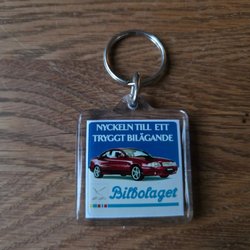 NYCKELN TILL ETT
TRYGGT BILÄGANDE
Bilbolaget